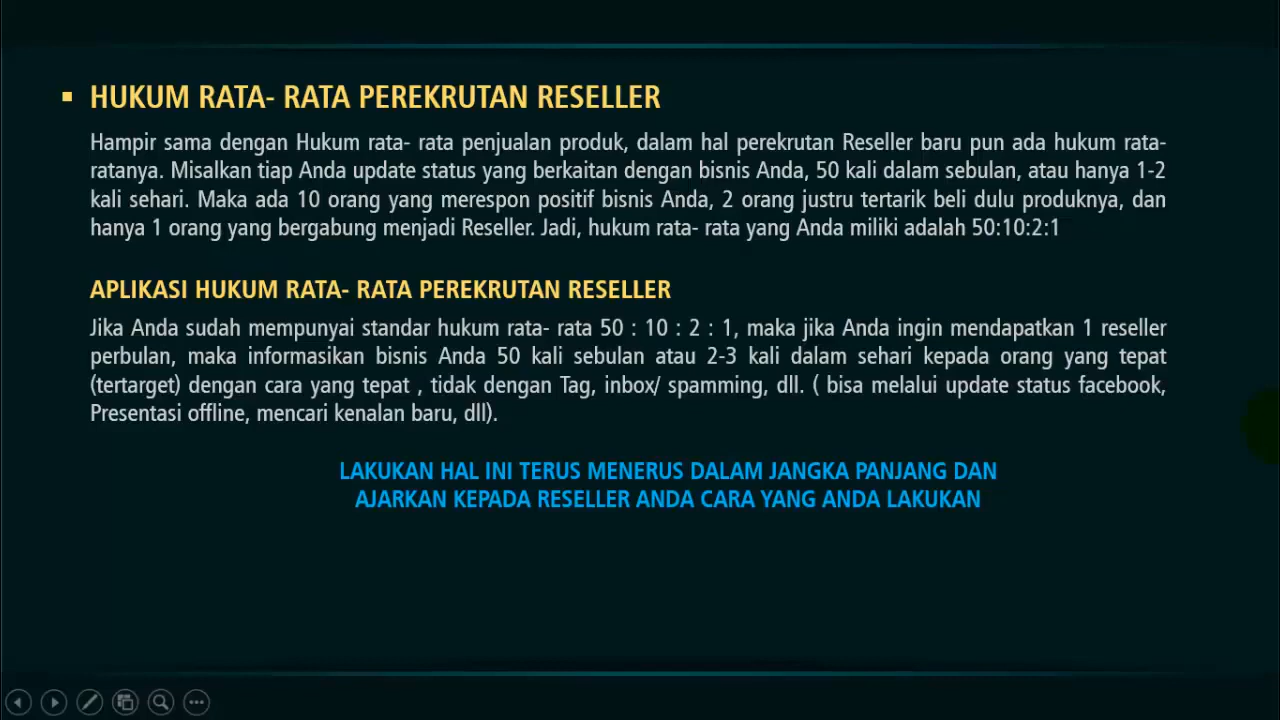 HUKUM RATA- RATA PEREKRUTAN RESELLER
Hampir sama dengan Hukum rata- rata penjualan produk, dalam hal perekrutan Reseller baru pun ada hukum rata-
ratanya. Misalkan tiap Anda update status yang berkaitan dengan bisnis Anda, 50 kali dalam sebulan, atau hanya 1-2
kali sehari. Maka ada 10 orang yang merespon positif bisnis Anda, 2 orang justru tertarik beli dulu produknya, dan
hanya 1 orang yang bergabung menjadi Reseller. Jadi, hukum rata- rata yang Anda miliki adalah 50:10:2:1
APLIKASI HUKUM RATA- RATA PEREKRUTAN RESELLER
Jika Anda sudah mempunyai standar hukum rata- rata 50 : 10 : 2 : 1, maka jika Anda ingin mendapatkan 1 reseller
perbulan, maka informasikan bisnis Anda 50 kali sebulan atau 2-3 kali dalam sehari kepada orang yang tepat
(tertarget) dengan cara yang tepat , tidak dengan Tag, inbox/ spamming, dll. ( bisa melalui update status facebook,
Presentasi offline, mencari kenalan baru, dll).
LAKUKAN HAL INI TERUS MENERUS DALAM JANGKA PANJANG DAN
AJARKAN KEPADA RESELLER ANDA CARA YANG ANDA LAKUKAN